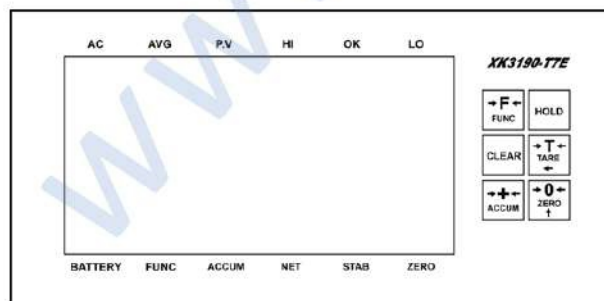 AC AVG P.V HI OK LO
XK3190-T7E
→F← FUNC
HOLD
CLEAR
→T← TARE ←
→+← ACCUM
→0← ZERO ↑
BATTERY FUNC ACCUM NET STAB ZERO